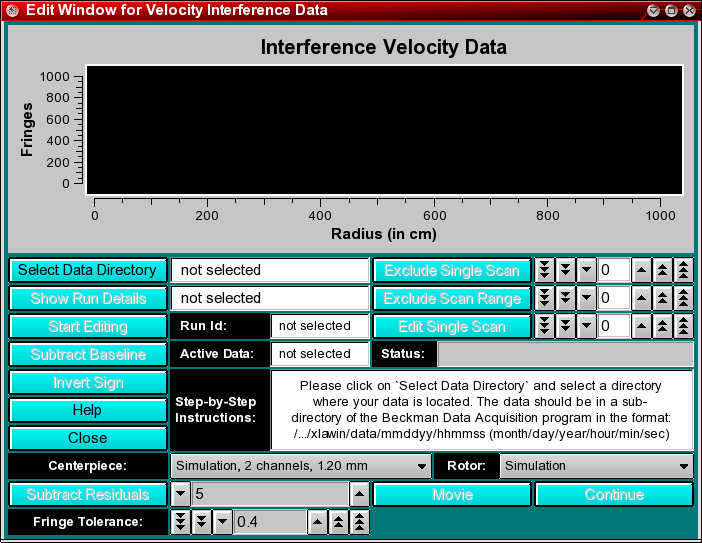 Edit Window for Velocity Interference Data
Interference Velocity Data
Fringes
1000
800
600
400
200
0
0 200 400 600 800 1000
Radius (in cm)
Select Data Directory not selected Exclude Single Scan 0
Show Run Details not selected Exclude Scan Range 0
Start Editing Run Id: not selected Edit Single Scan 0
Subtract Baseline Active Data: not selected Status:
Invert Sign
Help
Close
Step-by-Step
Instructions:
Please click on `Select Data Directory` and select a directory
where your data is located. The data should be in a sub-
directory of the Beckman Data Acquisition program in the format:
/.../xlawin/data/mmddyy/hhmmss (month/day/year/hour/min/sec)
Centerpiece: Simulation, 2 channels, 1.20 mm Rotor: Simulation
Subtract Residuals 5 Movie Continue
Fringe Tolerance: 0.4